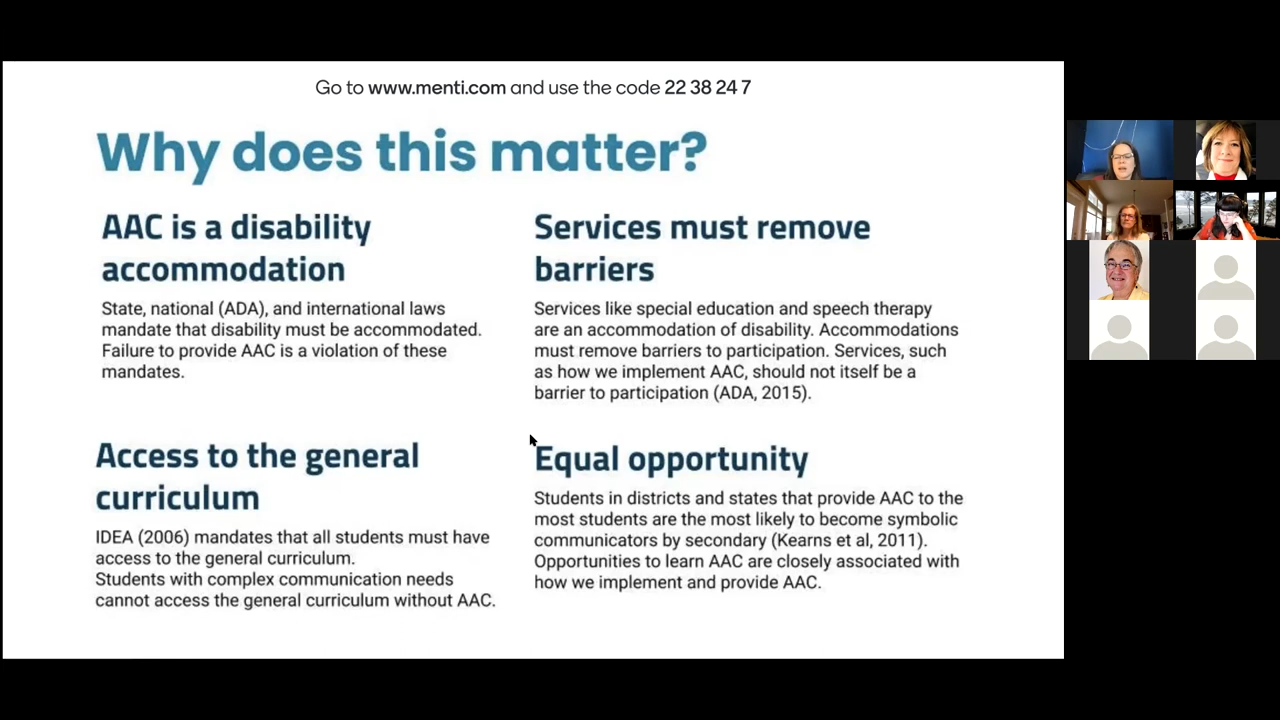 Go to www.menti.com and use the code 22 38 24 7
Why does this matter?
AAC is a disability
accommodation
State, national (ADA), and international laws
mandate that disability must be accommodated.
Failure to provide AAC is a violation of these
mandates.
Services must remove
barriers
Services like special education and speech therapy
are an accommodation of disability. Accommodations
must remove barriers to participation. Services, such
as how we implement AAC, should not itself be a
barrier to participation (ADA, 2015).
Access to the general
curriculum
IDEA (2006) mandates that all students must have
access to the general curriculum.
Students with complex communication needs
cannot access the general curriculum without AAC.
Equal opportunity
Students in districts and states that provide AAC to the
most students are the most likely to become symbolic
communicators by secondary (Kearns et al, 2011).
Opportunities to learn AAC are closely associated with
how we implement and provide AAC.